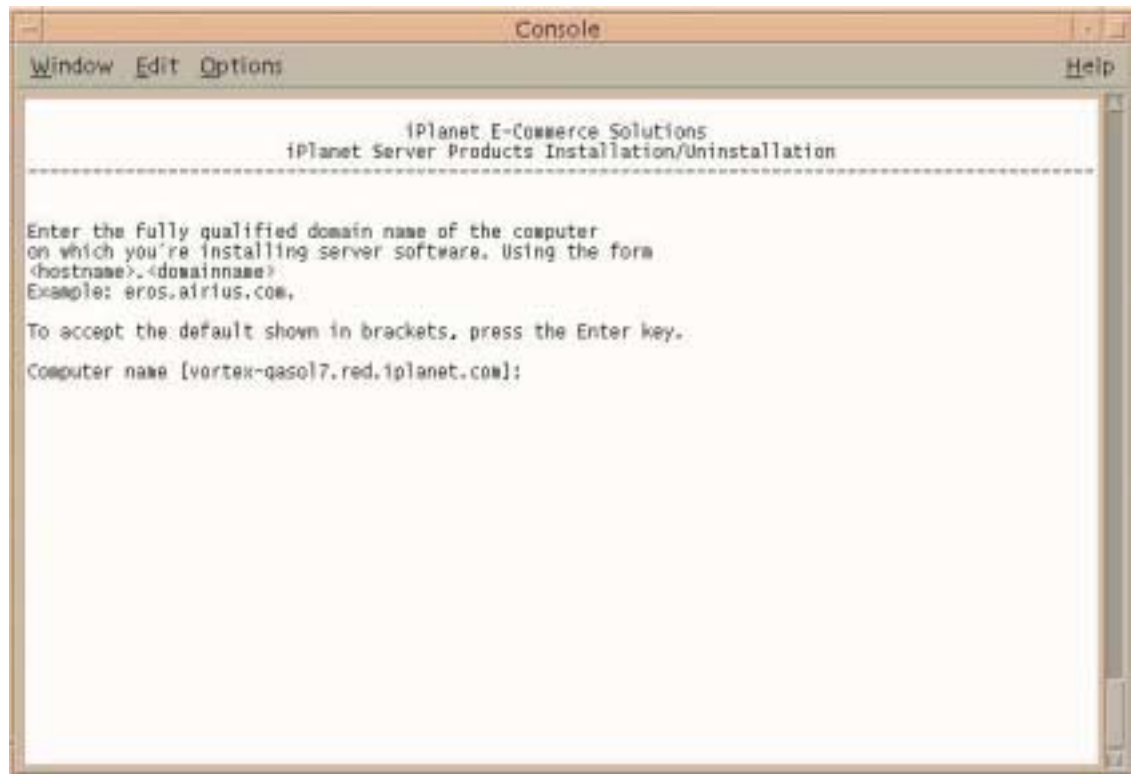 Console
Window Edit Options Help
iPlanet E-Commerce Solutions
iPlanet Server Products Installation/Uninstallation
--------------------------------------------------------------------------------
Enter the fully qualified domain name of the computer
on which you're installing server software. Using the form
<hostname>.<domainname>
Example: eros.airius.com.
To accept the default shown in brackets, press the Enter key.
Computer name [vortex-qasol7.red.iplanet.com]: